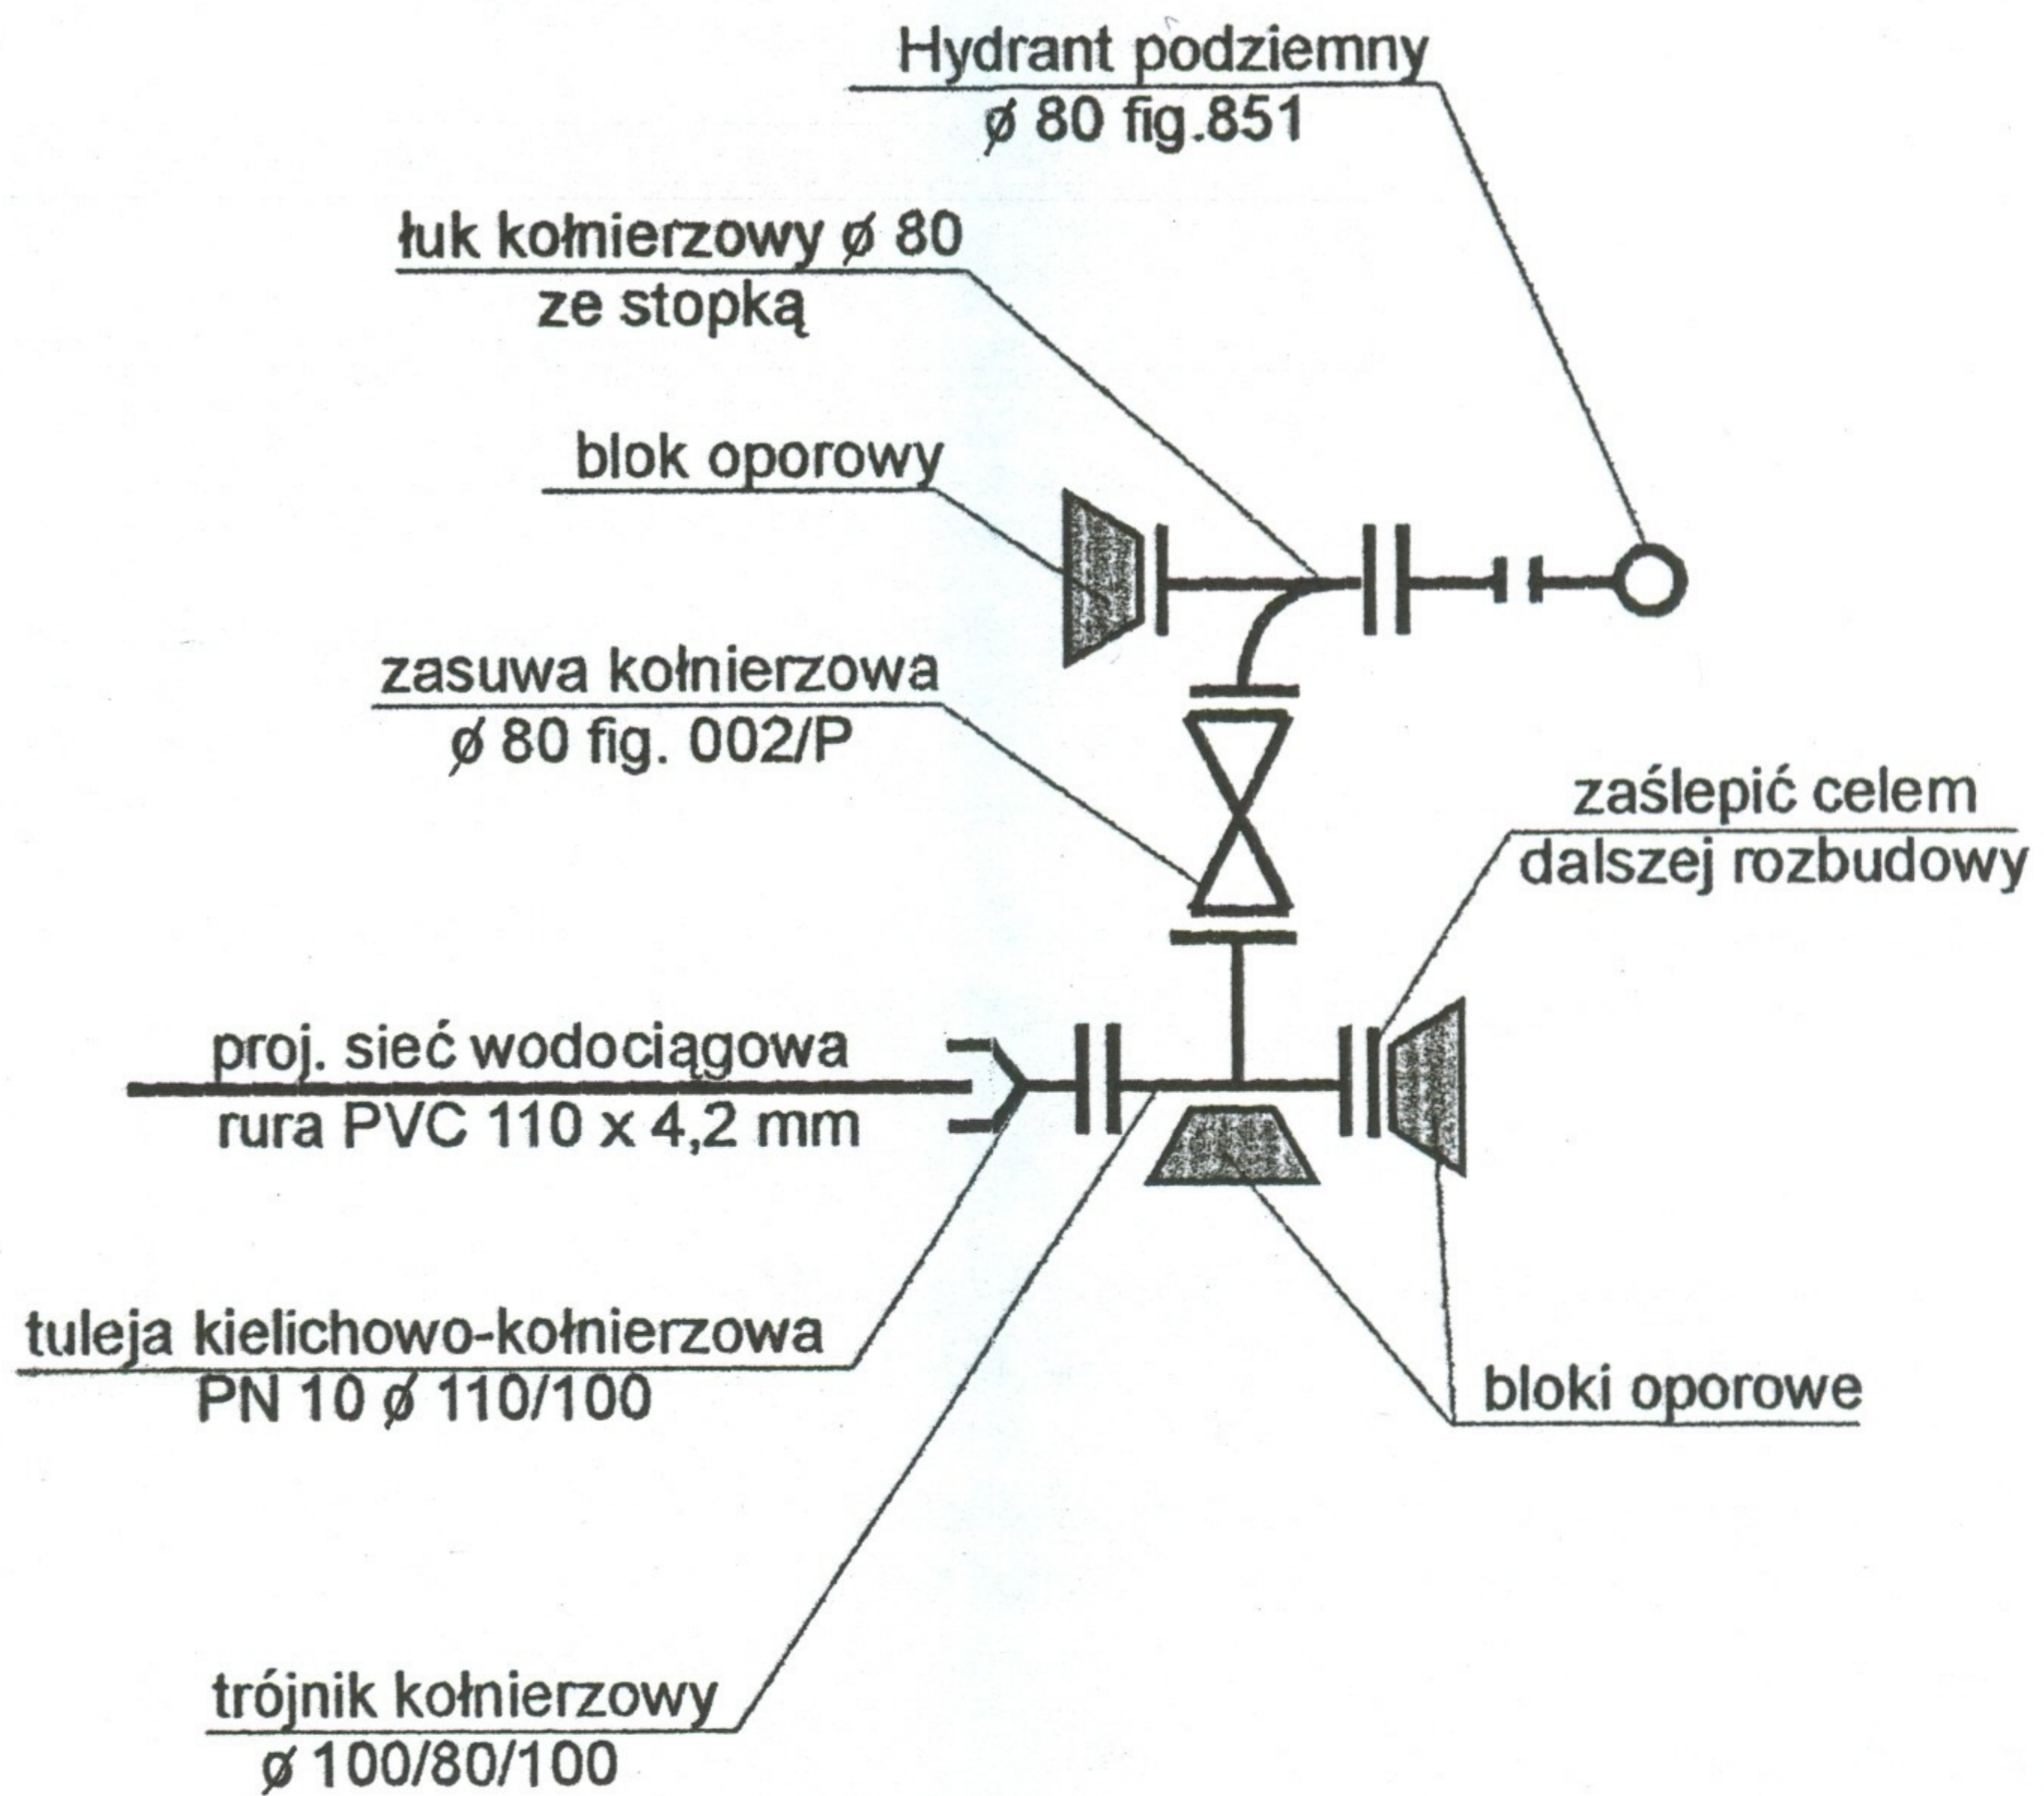 Hydrant podziemny
ø 80 fig.851
łuk kołnierzowy ø 80
ze stopką
blok oporowy
zasuwa kołnierzowa
ø 80 fig. 002/P
zaślepić celem
dalszej rozbudowy
proj. sieć wodociągowa
rura PVC 110 x 4,2 mm
tuleja kielichowo-kołnierzowa
PN 10 ø 110/100
bloki oporowe
trójnik kołnierzowy
ø 100/80/100